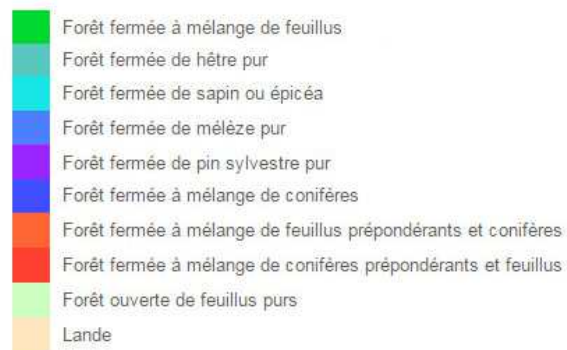 Forêt fermée à mélange de feuillus
Forêt fermée de hêtre pur
Forêt fermée de sapin ou épicéa
Forêt fermée de mélèze pur
Forêt fermée de pin sylvestre pur
Forêt fermée à mélange de conifères
Forêt fermée à mélange de feuillus prépondérants et conifères
Forêt fermée à mélange de conifères prépondérants et feuillus
Forêt ouverte de feuillus purs
Lande